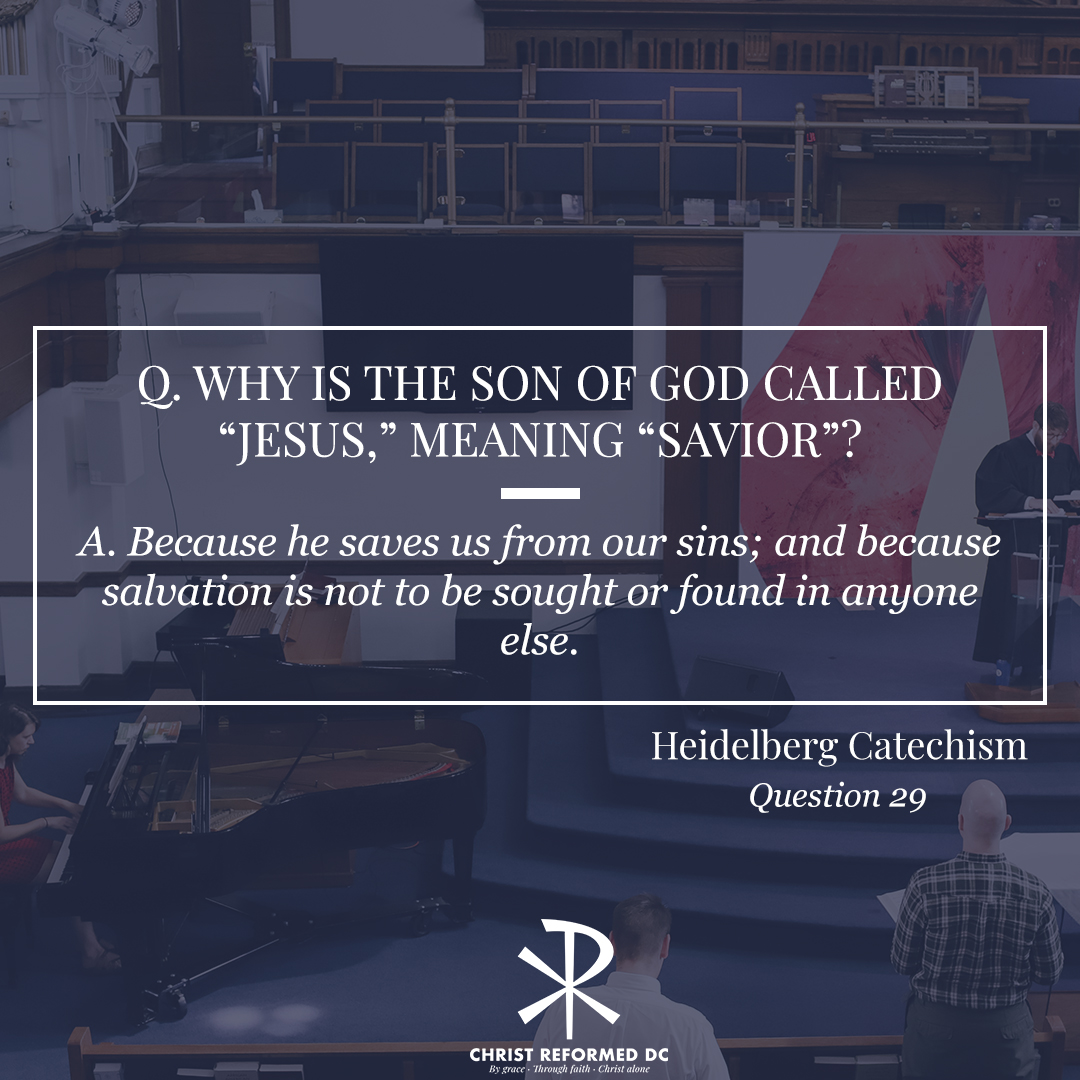 Q. WHY IS THE SON OF GOD CALLED
“JESUS,” MEANING “SAVIOR”?
A. Because he saves us from our sins; and because
salvation is not to be sought or found in anyone
else.
Heidelberg Catechism
Question 29
CHRIST REFORMED DC
By grace · Through faith · Christ alone